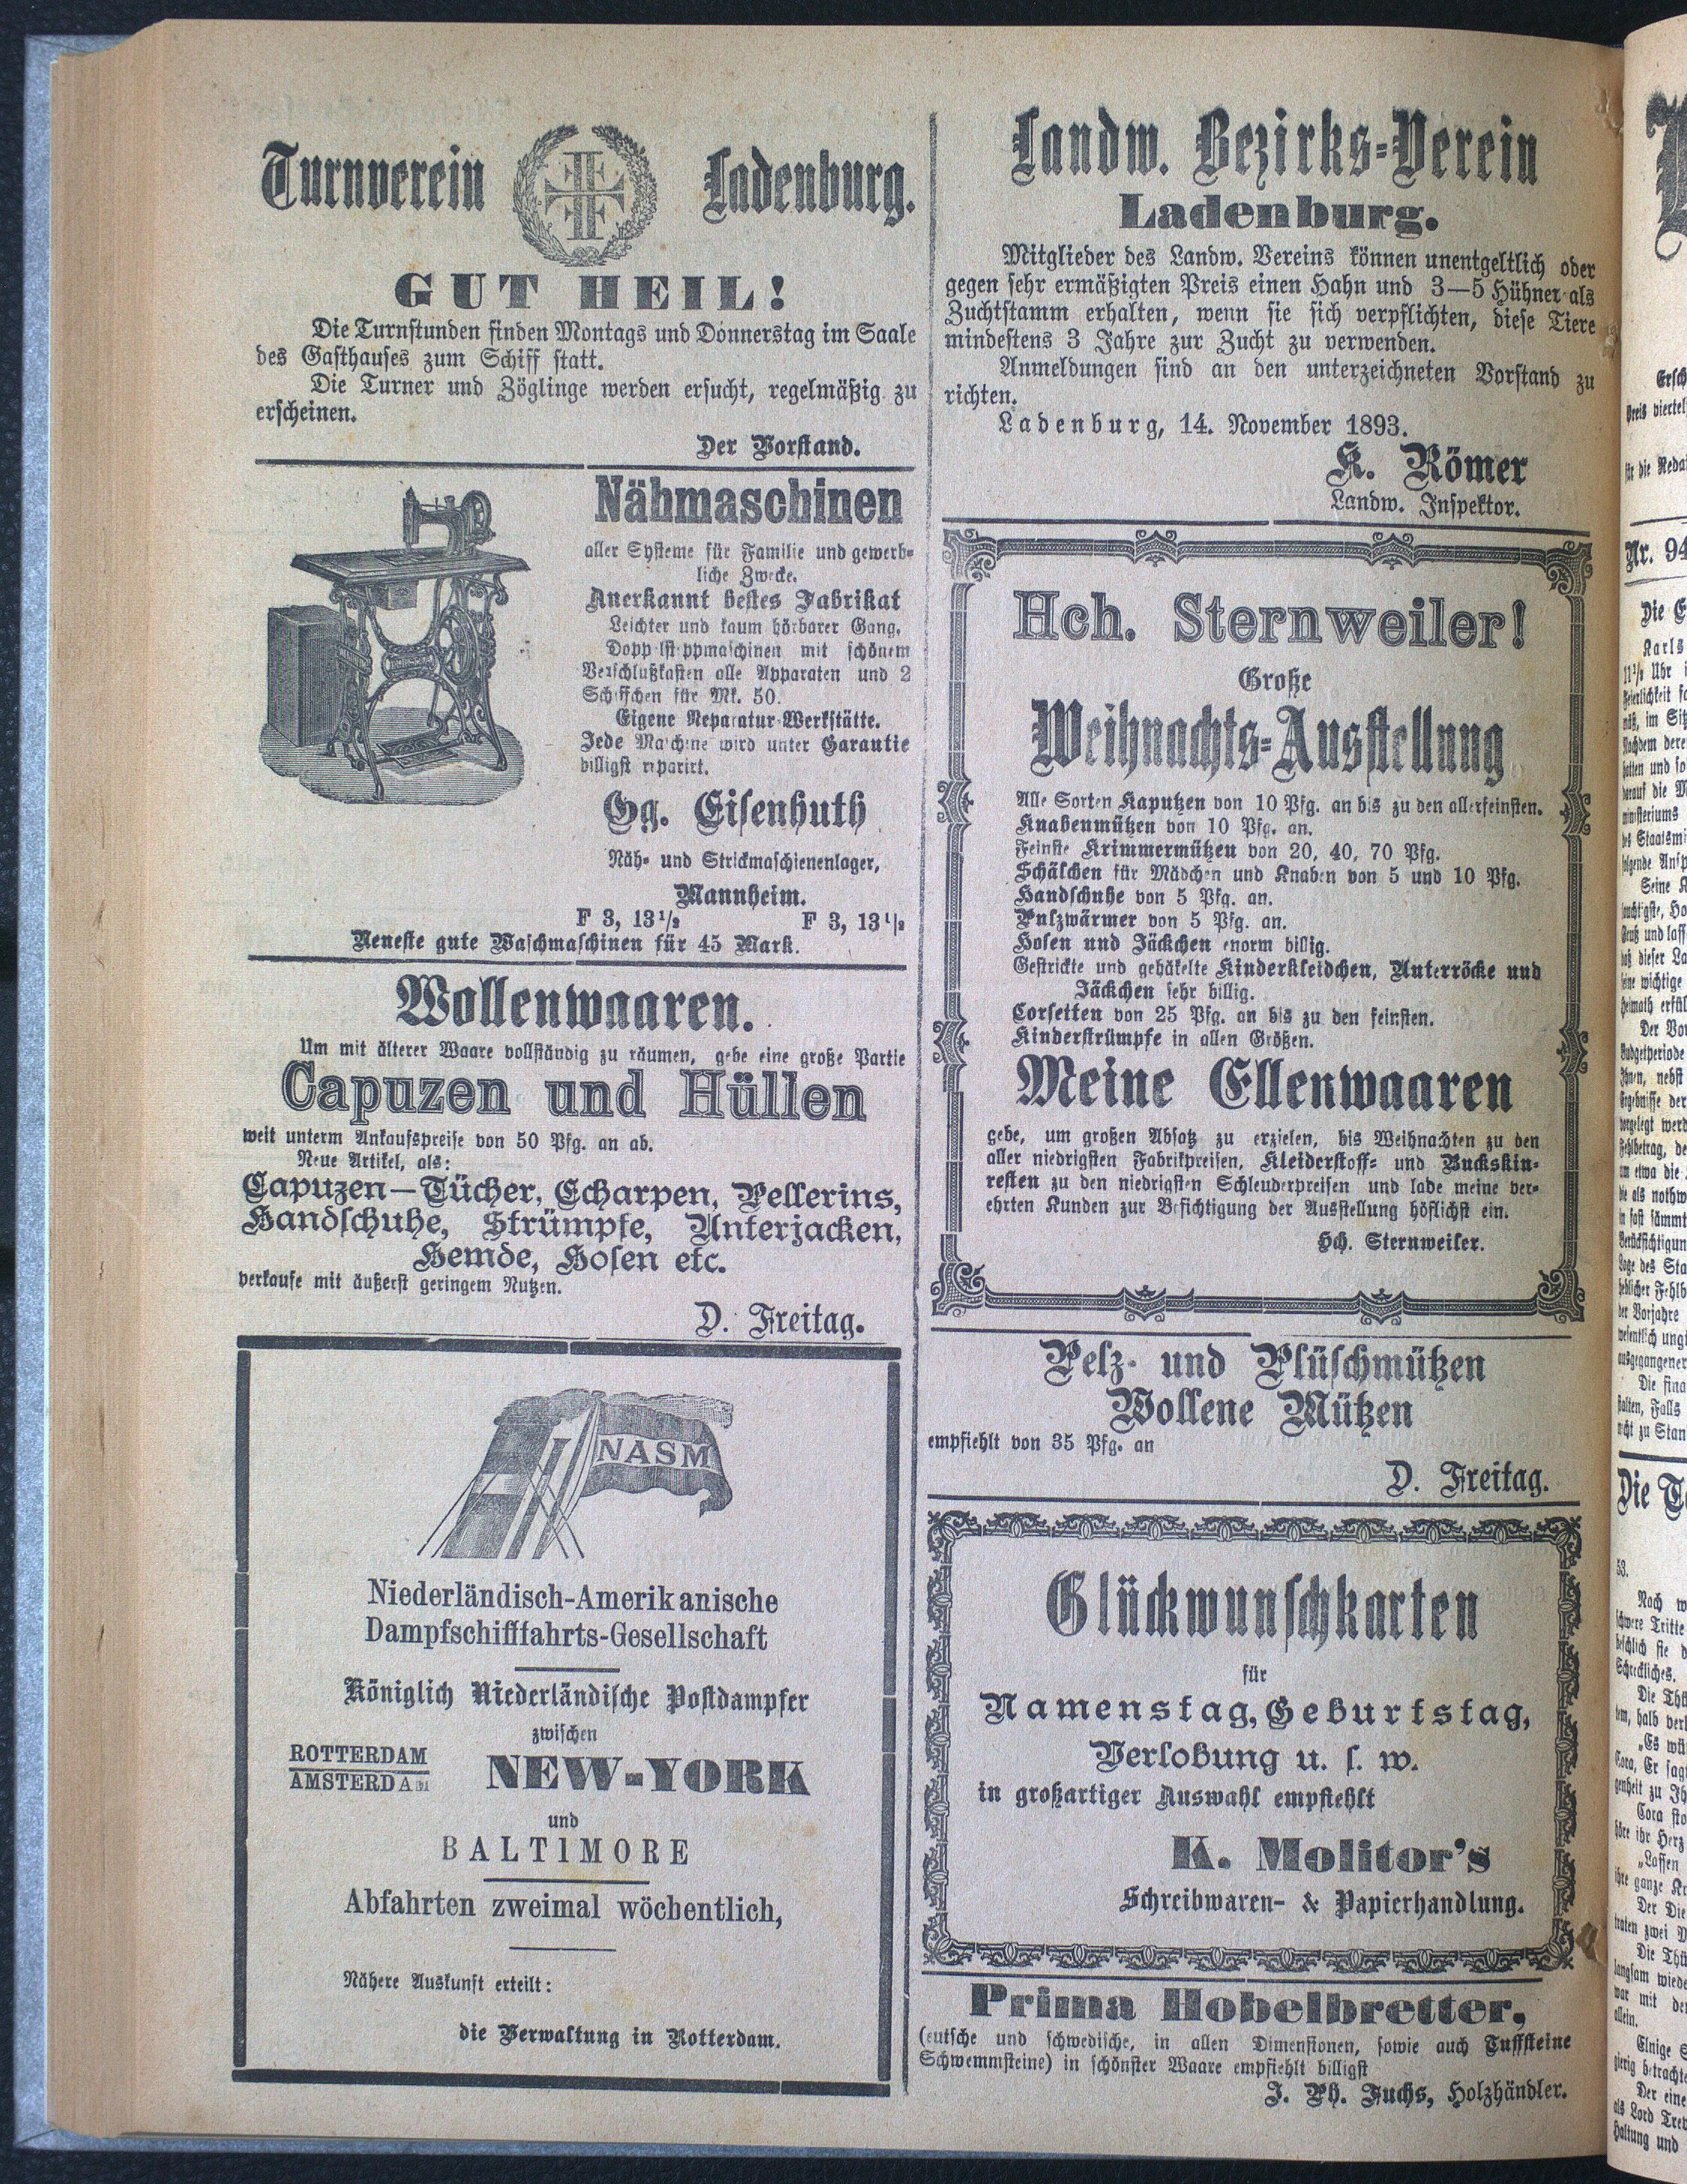 Turnverein Ladenburg.
GUT HEIL!
Die Turnstunden finden Montags und Donnerstag im Saale
des Gasthauses zum Schiff statt.
Die Turner und Zöglinge werden ersucht, regelmäßig zu
erscheinen.
Der Vorstand.
Nähmaschinen
aller Systeme für Familie und gewerb-
liche Zwecke.
Anerkannt bestes Fabrikat
Leichter und kaum hörbarer Gang.
Doppelsteppmaschinen mit schönem
Verschlußkasten alle Apparaten und 2
Schiffchen für Mk. 50.
Eigene Reparatur-Werkstätte.
Jede Maschine wird unter Garantie
billigst reparirt.
Gg. Eisenhuth
Näh- und Strickmaschienenlager,
Mannheim.
F 3, 13 1/2 F 3, 13 1/2
Neueste gute Waschmaschinen für 45 Mark.
Wollenwaaren.
Um mit älterer Waare vollständig zu räumen, gebe eine große Partie
Capuzen und Hüllen
weit unterm Ankaufspreise von 50 Pfg. an ab.
Neue Artikel, als:
Capuzen-Tücher, Echarpen, Pellerins,
Handschuhe, Strümpfe, Unterjacken,
Hemde, Hosen etc.
verkaufe mit äußerst geringem Nutzen.
D. Freitag.
NASM
Niederländisch-Amerikanische
Dampfschifffahrts-Gesellschaft
Königlich Niederländische Postdampfer
zwischen
ROTTERDAM
AMSTERDAM
NEW-YORK
und
BALTIMORE
Abfahrten zweimal wöchentlich,
Nähere Auskunft erteilt:
die Verwaltung in Rotterdam.
Landw. Bezirks-Verein
Ladenburg.
Mitglieder des Landw. Vereins können unentgeltlich oder
gegen sehr ermäßigten Preis einen Hahn und 3—5 Hühner als
Zuchtstamm erhalten, wenn sie sich verpflichten, diese Tiere
mindestens 3 Jahre zur Zucht zu verwenden.
Anmeldungen sind an den unterzeichneten Vorstand zu
richten.
Ladenburg, 14. November 1893.
K. Römer
Landw. Inspektor.
Hch. Sternweiler!
Große
Weihnachts-Ausstellung
Alle Sorten Kaputzen von 10 Pfg. an bis zu den allerfeinsten.
Knabenmützen von 10 Pfg. an.
Feinste Krimmermützen von 20, 40, 70 Pfg.
Schälchen für Mädchen und Knaben von 5 und 10 Pfg.
Handschuhe von 5 Pfg. an.
Pulzwärmer von 5 Pfg. an.
Hosen und Jäckchen enorm billig.
Gestrickte und gehäkelte Kinderkleidchen, Unterröcke und
Jäckchen sehr billig.
Corsetten von 25 Pfg. an bis zu den feinsten.
Kinderstrümpfe in allen Größen.
Meine Ellenwaaren
gebe, um großen Absatz zu erzielen, bis Weihnachten zu den
aller niedrigsten Fabrikpreisen, Kleiderstoff- und Buckskin-
resten zu den niedrigsten Schleuderpreisen und lade meine ver-
ehrten Kunden zur Besichtigung der Ausstellung höflichst ein.
Hch. Sternweiler.
Pelz- und Plüschmützen
Wollene Mützen
empfiehlt von 35 Pfg. an
D. Freitag.
Glückwunschkarten
für
Namenstag, Geburtstag,
Verlobung u. s. w.
in großartiger Auswahl empfiehlt
K. Molitor's
Schreibwaren- & Papierhandlung.
Prima Hobelbretter,
(eutsche und schwedische, in allen Dimensionen, sowie auch Tuffsteine
Schwemmsteine) in schönster Waare empfiehlt billigst
J. Ph. Fuchs, Holzhändler.
Nr. 94